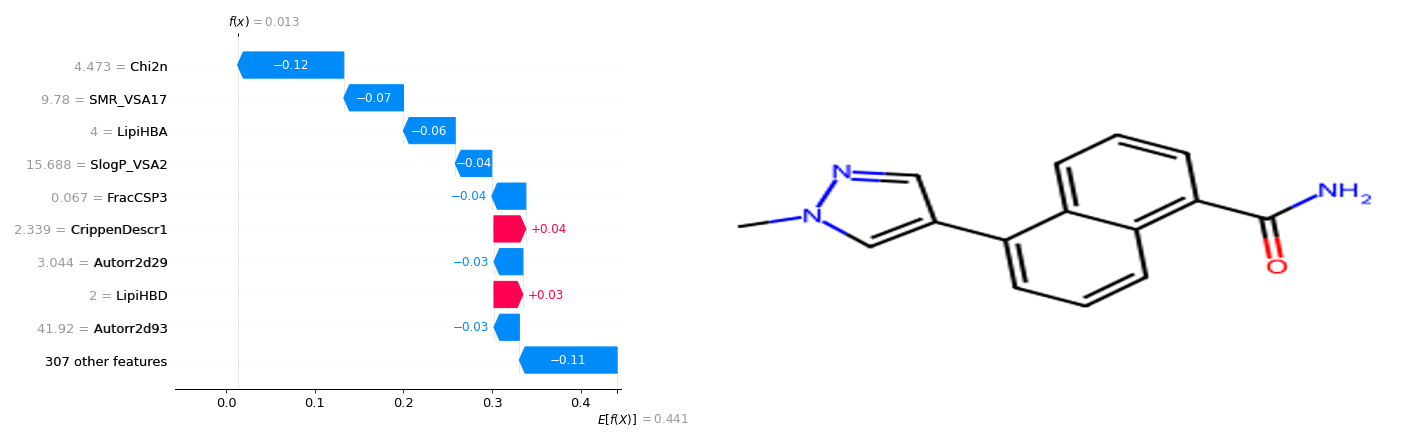 f(x) = 0.013
4.473 = Chi2n
−0.12
9.78 = SMR_VSA17
−0.07
4 = LipiHBA
−0.06
15.688 = SlogP_VSA2
−0.04
0.067 = FracCSP3
−0.04
2.339 = CrippenDescr1
+0.04
3.044 = Autorr2d29
−0.03
2 = LipiHBD
+0.03
41.92 = Autorr2d93
−0.03
307 other features
−0.11
0.0 0.1 0.2 0.3 0.4
E[f(X)] = 0.441
N
N
NH2
O